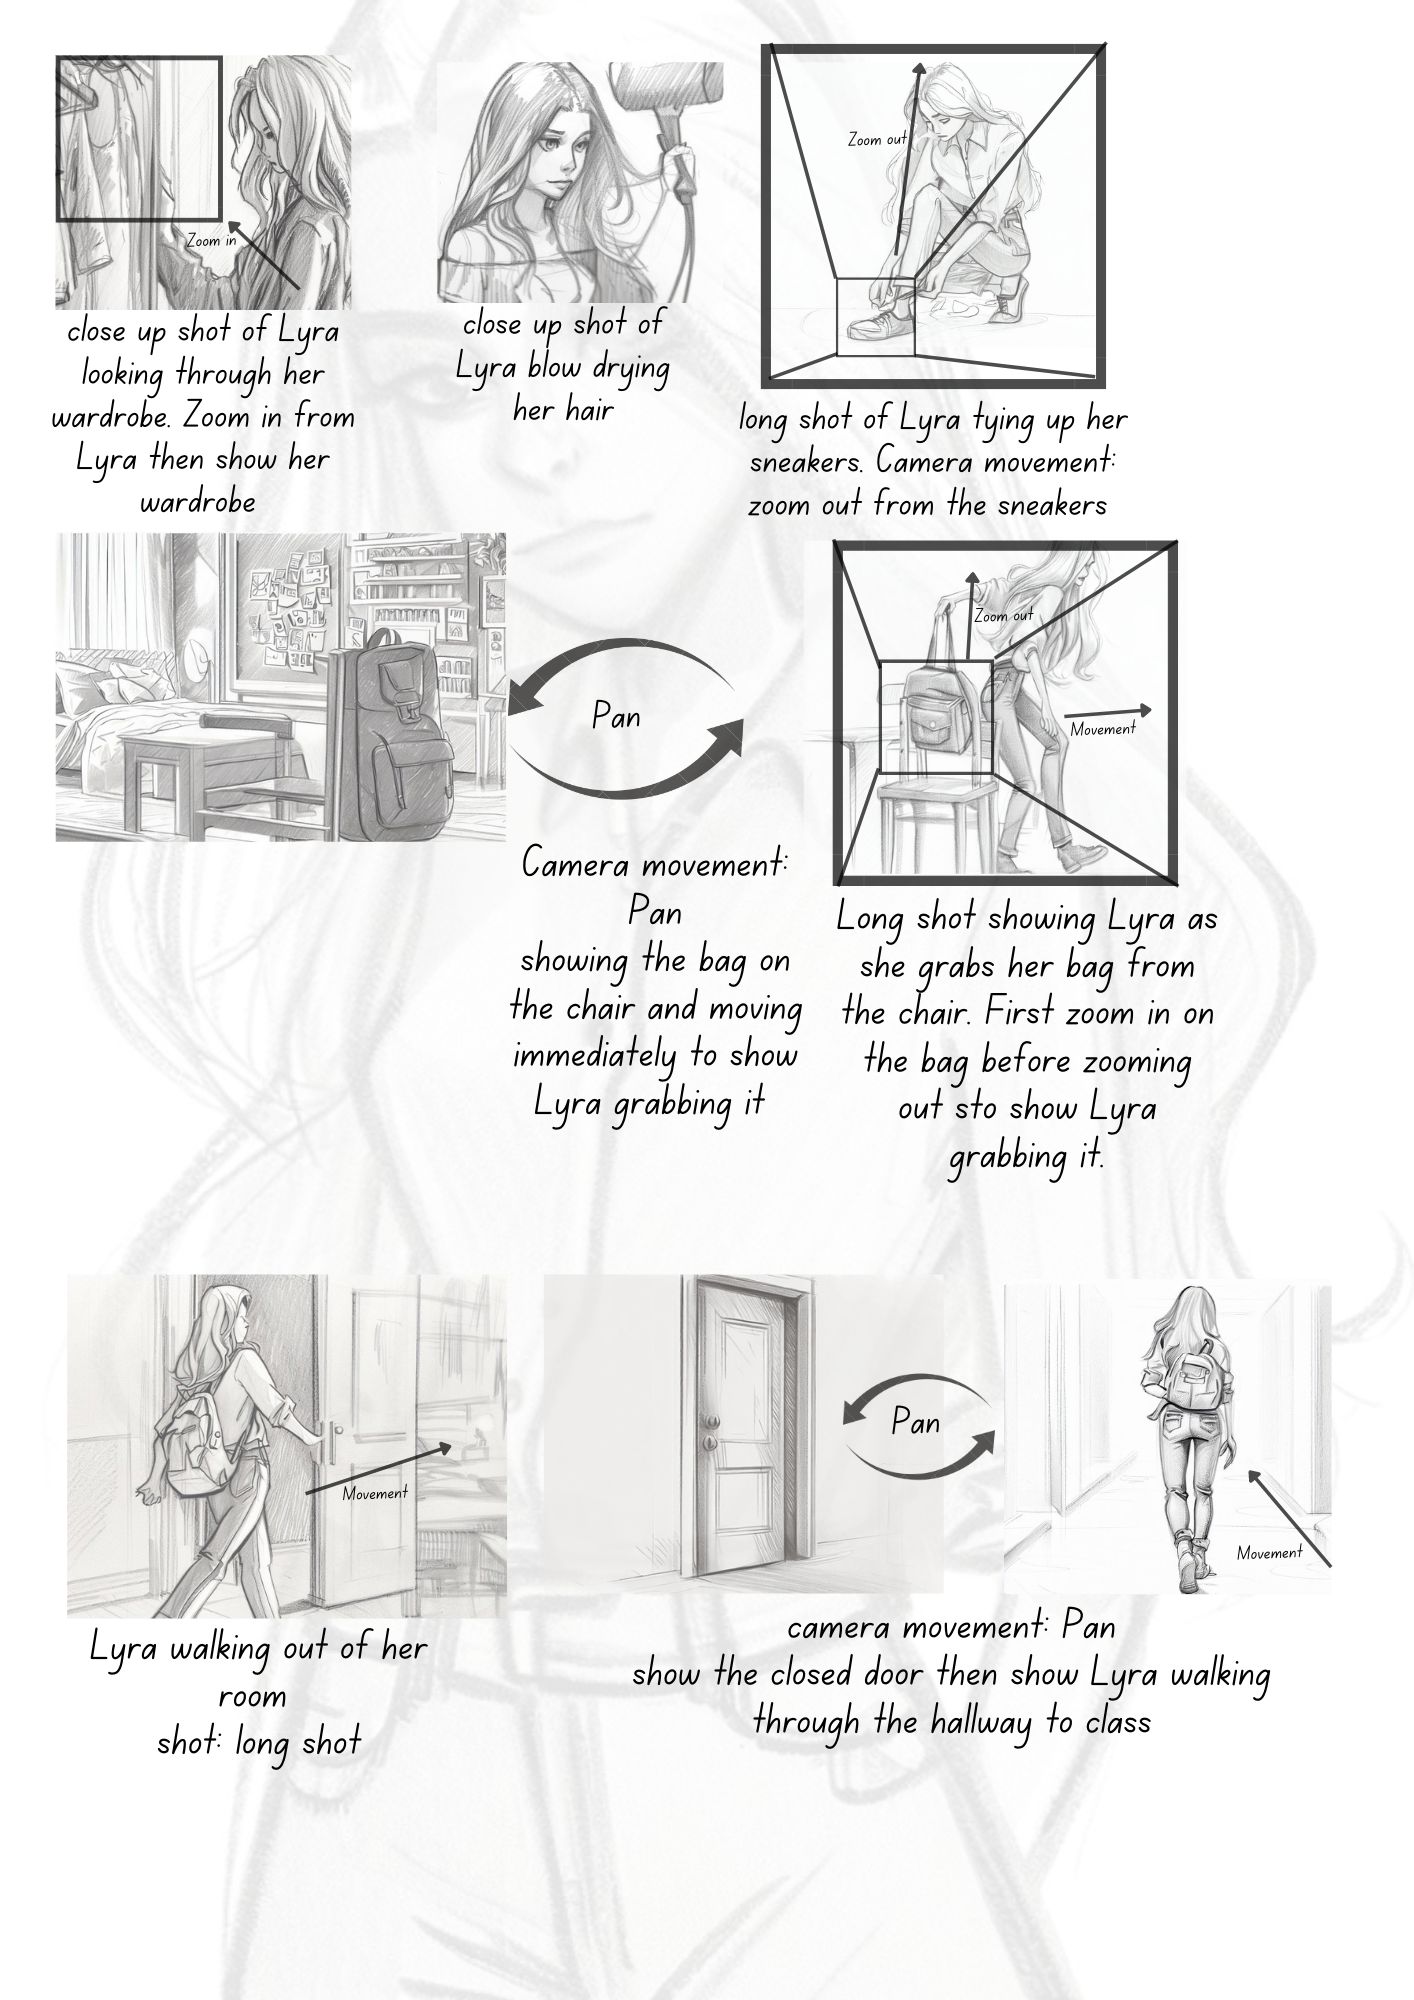 Zoom in
close up shot of Lyra
looking through her
wardrobe. Zoom in from
Lyra then show her
wardrobe
close up shot of
Lyra blow drying
her hair
Zoom out
long shot of Lyra tying up her
sneakers. Camera movement:
zoom out from the sneakers
Pan
Camera movement:
Pan
showing the bag on
the chair and moving
immediately to show
Lyra grabbing it
Zoom out
Movement
Long shot showing Lyra as
she grabs her bag from
the chair. First zoom in on
the bag before zooming
out sto show Lyra
grabbing it.
Movement
Lyra walking out of her
room
shot: long shot
Pan
Movement
camera movement: Pan
show the closed door then show Lyra walking
through the hallway to class